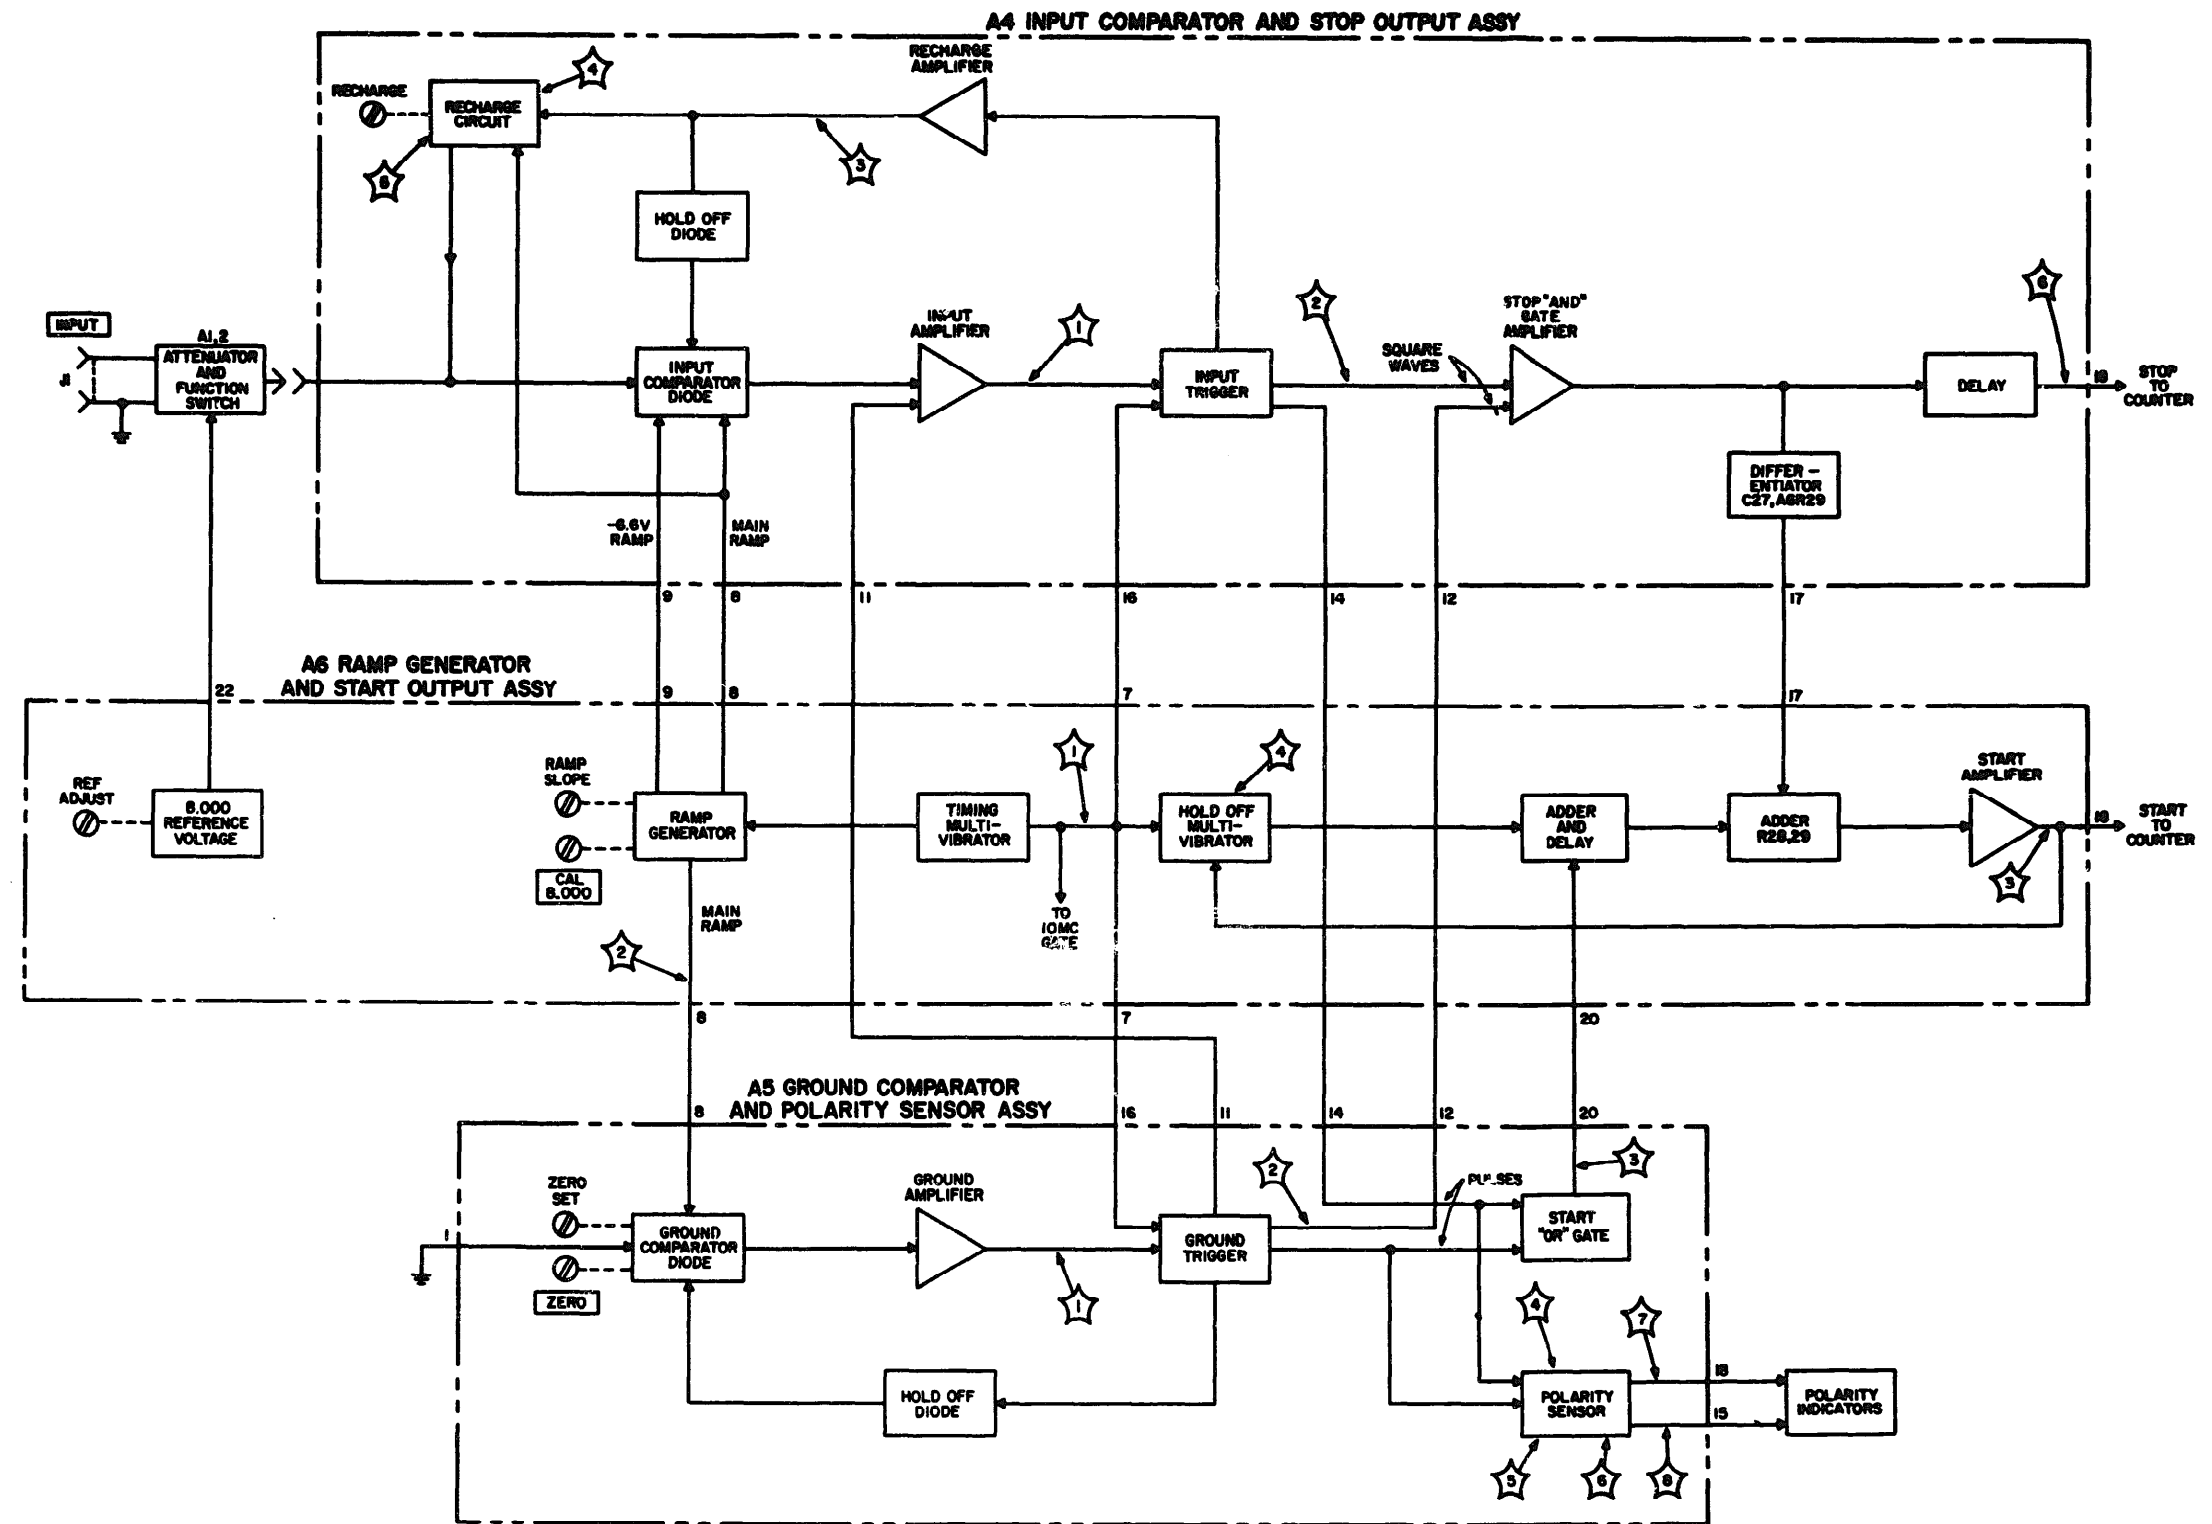 A4 INPUT COMPARATOR AND STOP OUTPUT ASSY
RECHARGE
AMPLIFIER
RECHARGE
RECHARGE
CIRCUIT
4
3
HOLD OFF
DIODE
INPUT
J1
A1,2
ATTENUATOR
AND
FUNCTION
SWITCH
INPUT
COMPARATOR
DIODE
INPUT
AMPLIFIER
1
INPUT
TRIGGER
2
SQUARE
WAVES
STOP "AND"
GATE
AMPLIFIER
DELAY
6
STOP
TO
COUNTER
DIFFER-
ENTIATOR
C27, A6R29
-6.6V
RAMP
MAIN
RAMP
9
8
11
16
14
12
17
A6 RAMP GENERATOR
AND START OUTPUT ASSY
22
9
8
7
17
REF
ADJUST
REFERENCE
VOLTAGE
RAMP
SLOPE
CAL
RAMP
GENERATOR
TIMING
MULTI-
VIBRATOR
1
TO
10MC
GATE
HOLD OFF
MULTI-
VIBRATOR
4
ADDER
AND
DELAY
ADDER
R28,29
START
AMPLIFIER
3
START
TO
COUNTER
MAIN
RAMP
2
8
7
20
A5 GROUND COMPARATOR
AND POLARITY SENSOR ASSY
8
16
11
14
12
20
1
ZERO
SET
ZERO
GROUND
COMPARATOR
DIODE
GROUND
AMPLIFIER
1
GROUND
TRIGGER
2
PULSES
START
"OR" GATE
3
HOLD OFF
DIODE
4
7
POLARITY
SENSOR
5
6
8
15
POLARITY
INDICATORS